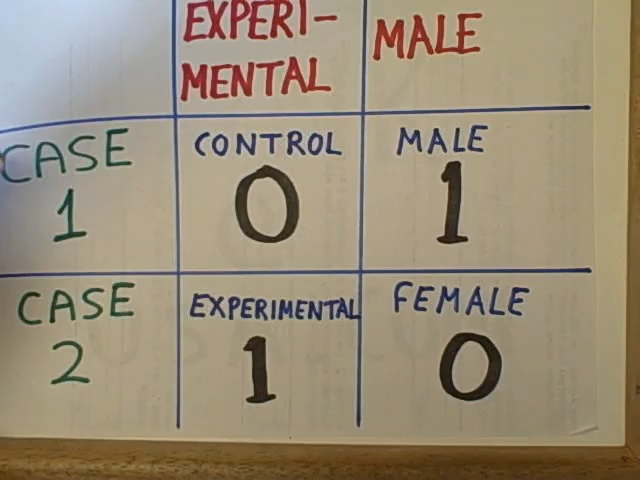 EXPERI-
MENTAL
MALE
CASE
1
CONTROL
0
MALE
1
CASE
2
EXPERIMENTAL
1
FEMALE
0